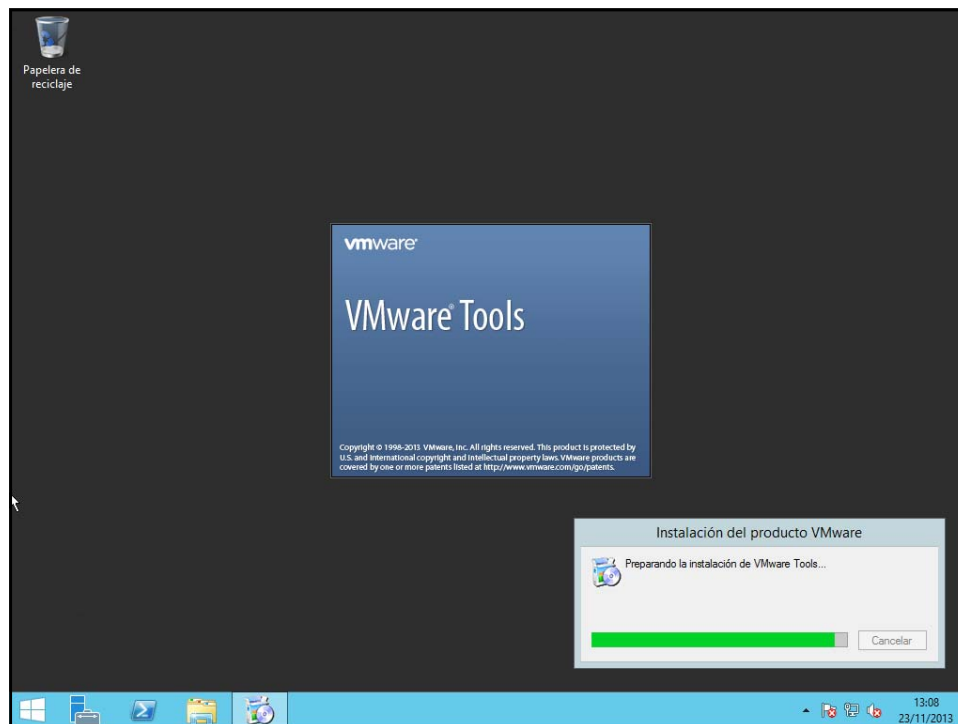 Papelera de
reciclaje
vmware®
VMware® Tools
Copyright © 1998-2013 VMware, Inc. All rights reserved. This product is protected by
U.S. and international copyright and intellectual property laws. VMware products are
covered by one or more patents listed at http://www.vmware.com/go/patents.
Instalación del producto VMware
Preparando la instalación de VMware Tools...
Cancelar
13:08
23/11/2013